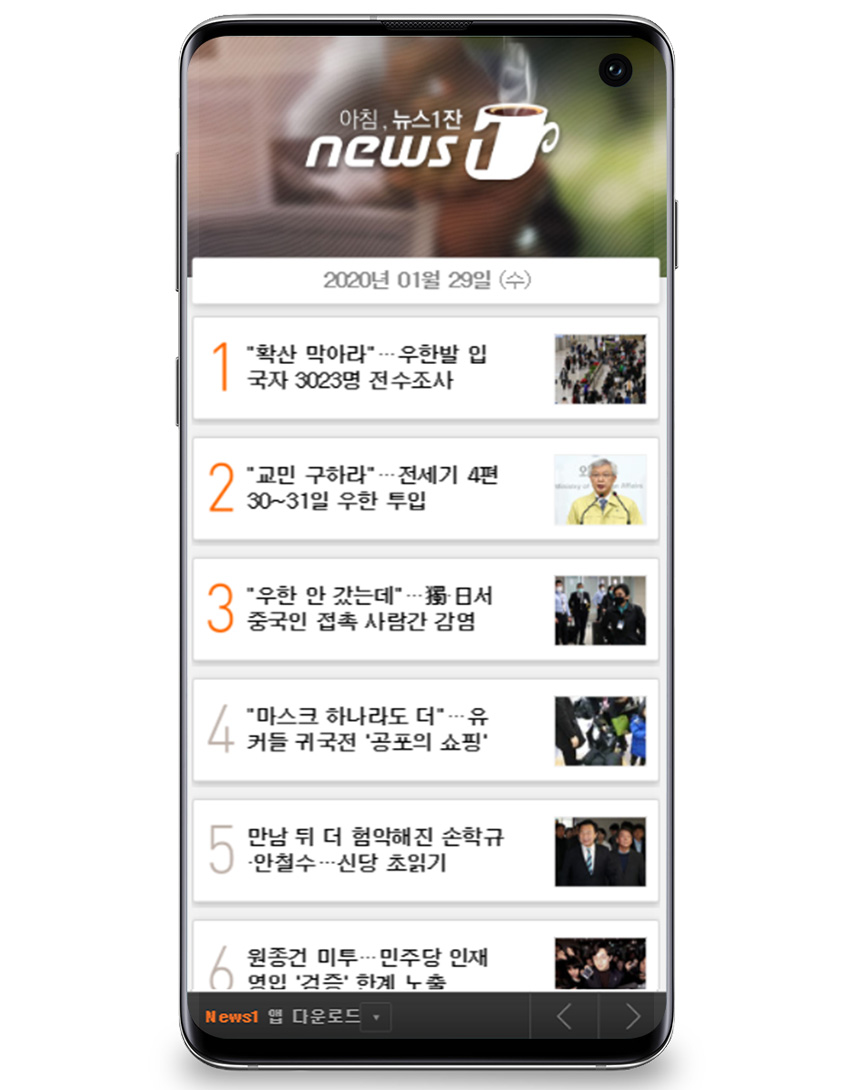 아침, 뉴스1잔
news1
2020년 01월 29일 (수)
1
"확산 막아라"…우한발 입
국자 3023명 전수조사
2
"교민 구하라"…전세기 4편
30~31일 우한 투입
3
"우한 안 갔는데"…獨·日서
중국인 접촉 사람간 감염
4
"마스크 하나라도 더"…유
커들 귀국전 '공포의 쇼핑'
5
만남 뒤 더 험악해진 손학규
·안철수…신당 초읽기
6
원종건 미투…민주당 인재
영입 '검증' 한계 노출
News1 앱 다운로드